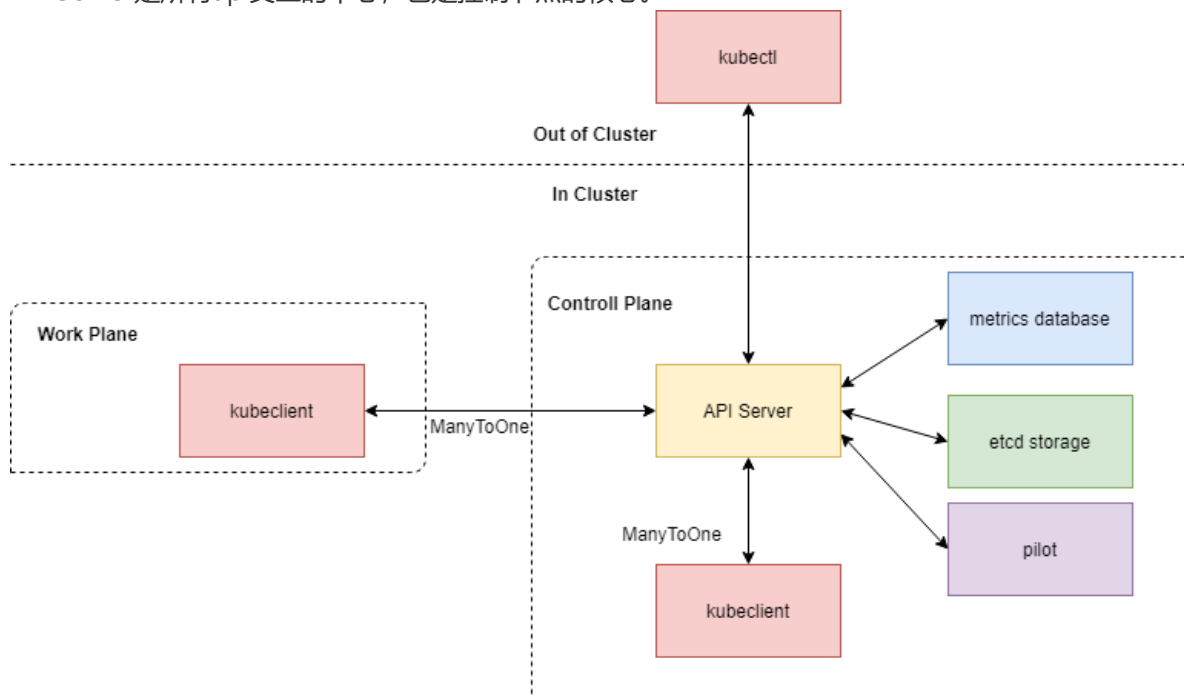 kubectl
Out of Cluster
In Cluster
Controll Plane
metrics database
Work Plane
kubeclient
ManyToOne
API Server
etcd storage
ManyToOne
pilot
kubeclient